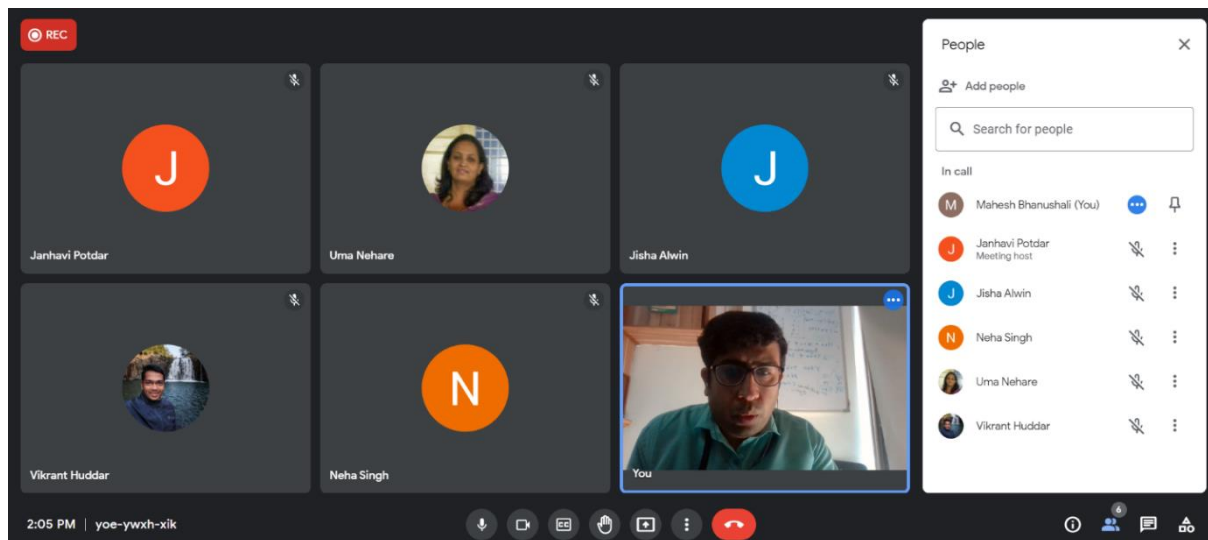 REC
J
Janhavi Potdar
Uma Nehare
J
Jisha Alwin
Vikrant Huddar
N
Neha Singh
You
People
Add people
Search for people
In call
M Mahesh Bhanushali (You)
J Janhavi Potdar
Meeting host
J Jisha Alwin
N Neha Singh
Uma Nehare
Vikrant Huddar
2:05 PM | yoe-ywxh-xik
CC
6